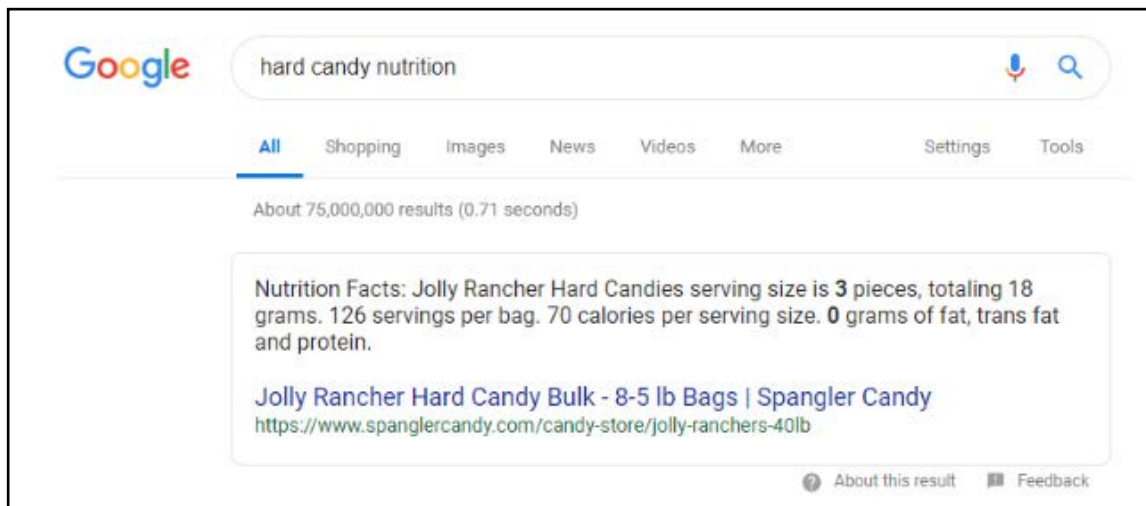 Google
hard candy nutrition
All Shopping Images News Videos More Settings Tools
About 75,000,000 results (0.71 seconds)
Nutrition Facts: Jolly Rancher Hard Candies serving size is 3 pieces, totaling 18
grams. 126 servings per bag. 70 calories per serving size. 0 grams of fat, trans fat
and protein.
Jolly Rancher Hard Candy Bulk - 8-5 lb Bags | Spangler Candy
https://www.spanglercandy.com/candy-store/jolly-ranchers-40lb
About this result Feedback